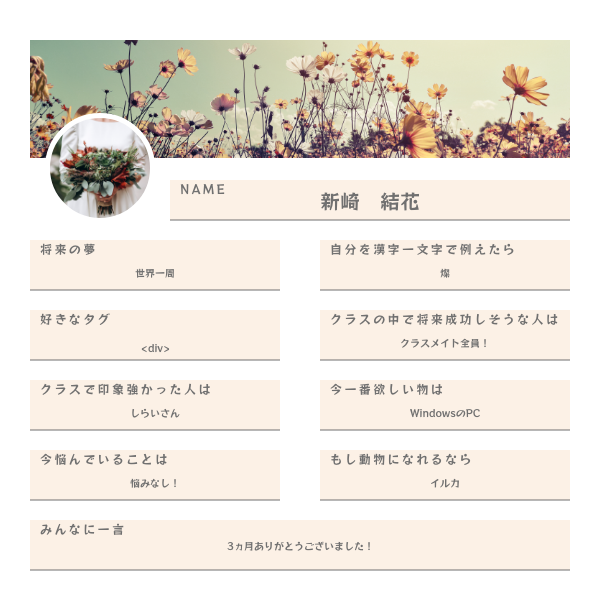 NAME
新崎　結花
将来の夢
世界一周
自分を漢字一文字で例えたら
燦
好きなタグ
<div>
クラスの中で将来成功しそうな人は
クラスメイト全員！
クラスで印象強かった人は
しらいさん
今一番欲しい物は
WindowsのPC
今悩んでいることは
悩みなし！
もし動物になれるなら
イルカ
みんなに一言
３ヵ月ありがとうございました！